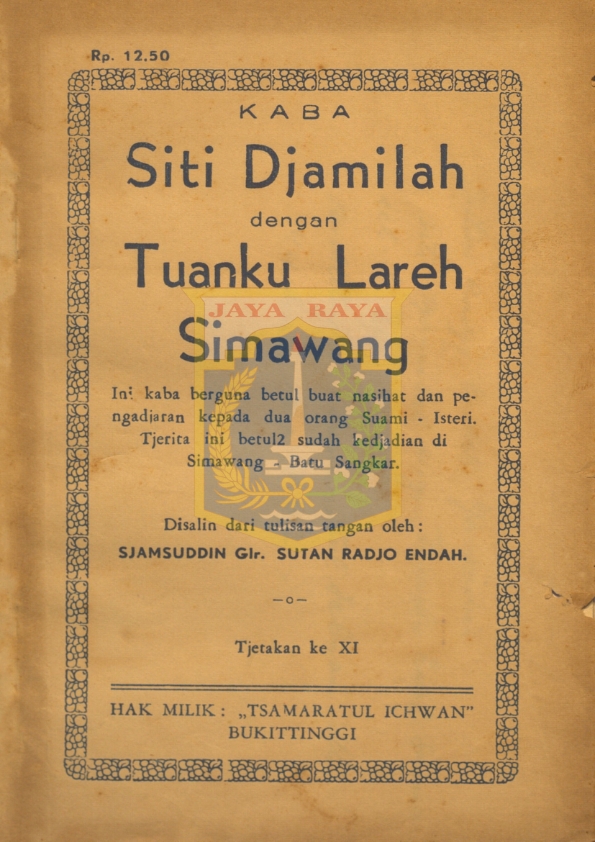 Rp. 12.50
KABA
Siti Djamilah
dengan
Tuanku Lareh
JAYA RAYA
Simawang
Ini kaba berguna betul buat nasihat dan pe-
ngadjaran kepada dua orang Suami - Isteri.
Tjerita ini betul2 sudah kedjadian di
Simawang - Batu Sangkar.
Disalin dari tulisan tangan oleh :
SJAMSUDDIN Glr. SUTAN RADJO ENDAH.
—o—
Tjetakan ke XI
HAK MILIK : „TSAMARATUL ICHWAN”
BUKITTINGGI